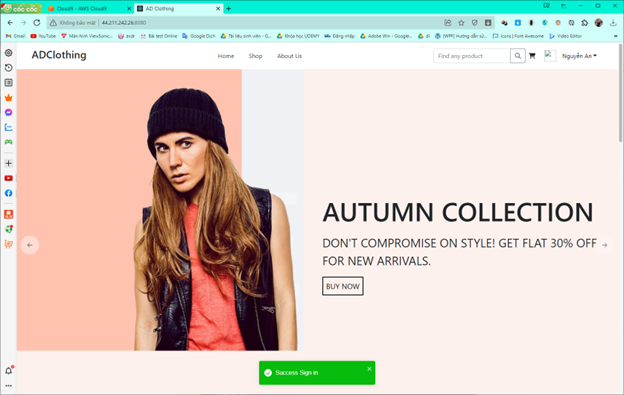 cốc cốc
Cloud9 - AWS Cloud9
AD Clothing
Không bảo mật
44.211.242.26:8080
Gmail
YouTube
Màn hình ViewSonic...
avár
Bài test Online
Google Dịch
Tài liệu sinh viên - G...
Khóa học UDEMY
Đăng nhập
Adobe Win - Google...
[WPF] Hướng dẫn sử...
Icons | Font Awesome
Video Editor
ADClothing
Home
Shop
About Us
Find any product
Nguyễn An
AUTUMN COLLECTION
DON'T COMPROMISE ON STYLE! GET FLAT 30% OFF
FOR NEW ARRIVALS.
BUY NOW
Success Sign in